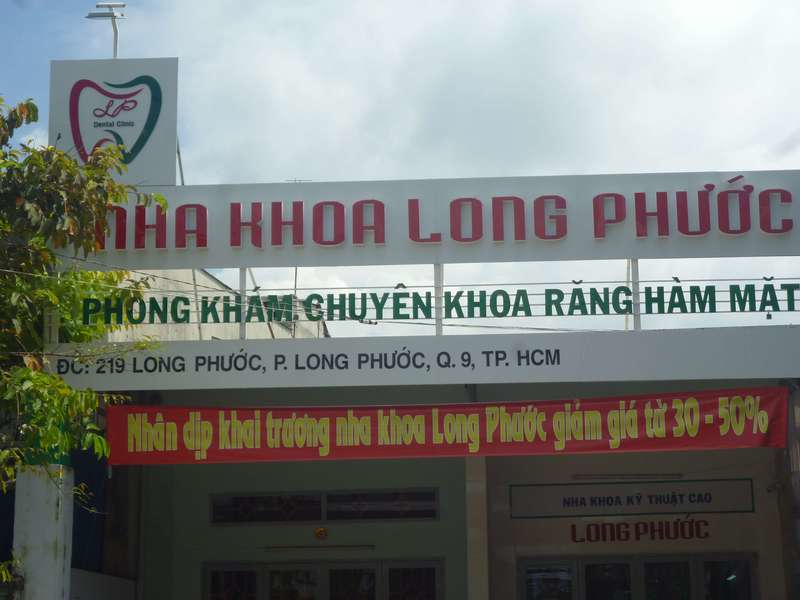 LP
Dental Clinic
NHA KHOA LONG PHƯỚC
PHÒNG KHÁM CHUYÊN KHOA RĂNG HÀM MẶT
ĐC: 219 LONG PHƯỚC, P. LONG PHƯỚC, Q. 9, TP. HCM
Nhân dịp khai trương nha khoa Long Phước giảm giá từ 30 - 50%
NHA KHOA KỸ THUẬT CAO
LONG PHƯỚC